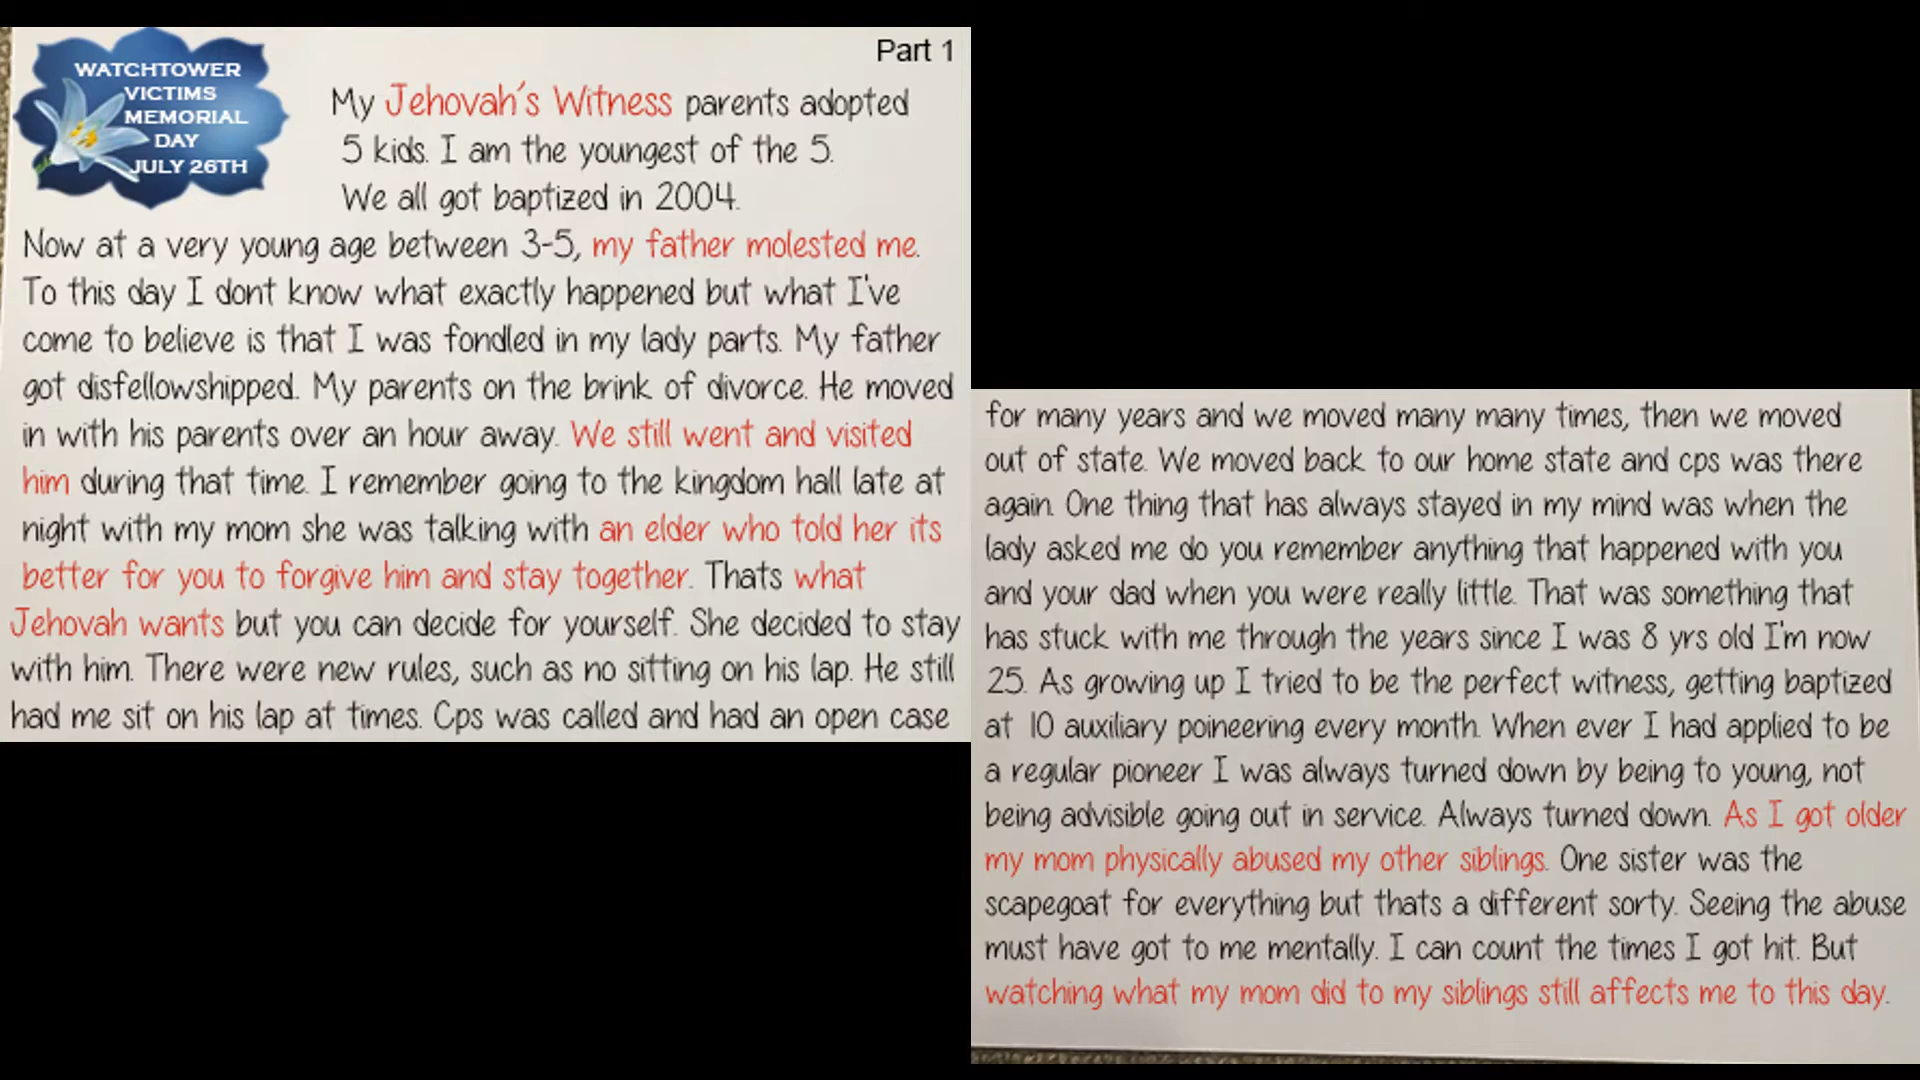 WATCHTOWER
VICTIMS
MEMORIAL
DAY
JULY 26TH
Part 1
My Jehovah's Witness parents adopted
5 kids. I am the youngest of the 5.
We all got baptized in 2004.
Now at a very young age between 3-5, my father molested me.
To this day I dont know what exactly happened but what I've
come to believe is that I was fondled in my lady parts. My father
got disfellowshipped. My parents on the brink of divorce. He moved
in with his parents over an hour away. We still went and visited
him during that time. I remember going to the kingdom hall late at
night with my mom she was talking with an elder who told her its
better for you to forgive him and stay together. Thats what
Jehovah wants but you can decide for yourself. She decided to stay
with him. There were new rules, such as no sitting on his lap. He still
had me sit on his lap at times. Cps was called and had an open case
for many years and we moved many many times, then we moved
out of state. We moved back to our home state and cps was there
again. One thing that has always stayed in my mind was when the
lady asked me do you remember anything that happened with you
and your dad when you were really little. That was something that
has stuck with me through the years since I was 8 yrs old I'm now
25. As growing up I tried to be the perfect witness, getting baptized
at 10 auxiliary poineering every month. When ever I had applied to be
a regular pioneer I was always turned down by being to young, not
being advisible going out in service. Always turned down. As I got older
my mom physically abused my other siblings. One sister was the
scapegoat for everything but thats a different sorty. Seeing the abuse
must have got to me mentally. I can count the times I got hit. But
watching what my mom did to my siblings still affects me to this day.